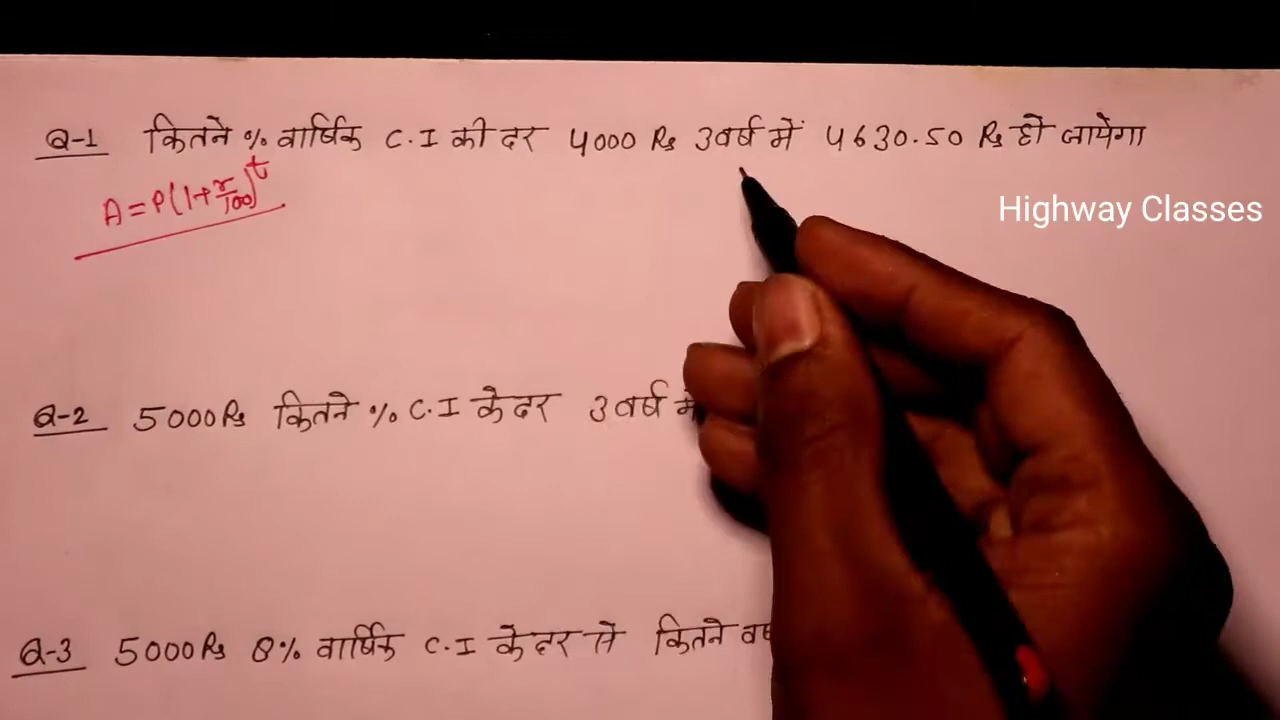 Q-1 कितने % वार्षिक C.I की दर 4000 Rs 3 वर्ष में 4630.50 Rs हो जायेगा
A = P(1+r/100)^t
Highway Classes
Q-2 5000 Rs कितने % C.I के दर 3 वर्ष में
Q-3 5000 Rs 8% वार्षिक C.I के दर से कितने